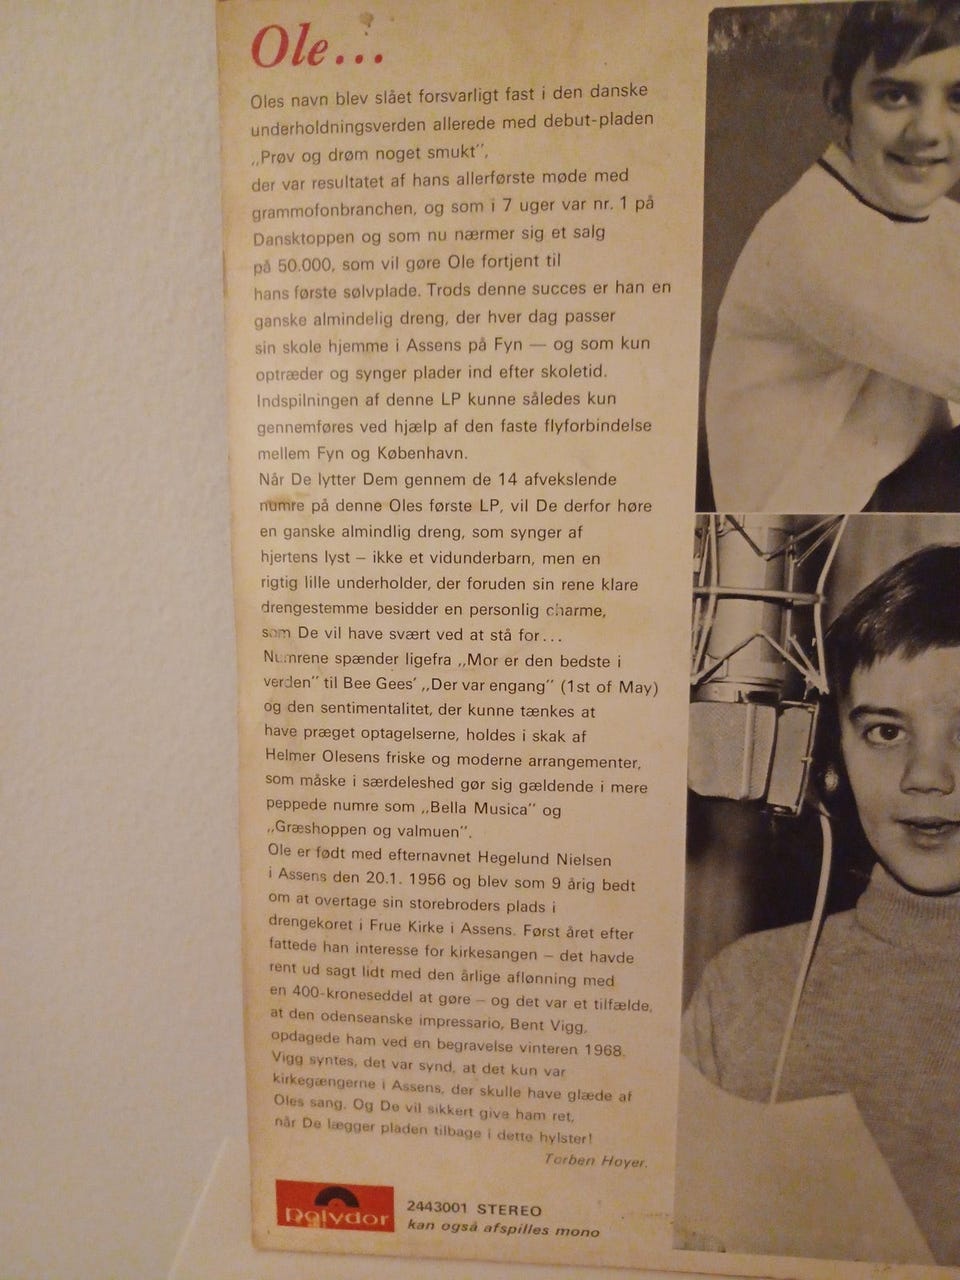 Ole...
Oles navn blev slået forsvarligt fast i den danske
underholdningsverden allerede med debut-pladen
„Prøv og drøm noget smukt",
der var resultatet af hans allerførste møde med
grammofonbranchen, og som i 7 uger var nr. 1 på
Dansktoppen og som nu nærmer sig et salg
på 50.000, som vil gøre Ole fortjent til
hans første sølvplade. Trods denne succes er han en
ganske almindelig dreng, der hver dag passer
sin skole hjemme i Assens på Fyn — og som kun
optræder og synger plader ind efter skoletid.
Indspilningen af denne LP kunne således kun
gennemføres ved hjælp af den faste flyforbindelse
mellem Fyn og København.
Når De lytter Dem gennem de 14 afvekslende
numre på denne Oles første LP, vil De derfor høre
en ganske almindlig dreng, som synger af
hjertens lyst – ikke et vidunderbarn, men en
rigtig lille underholder, der foruden sin rene klare
drengestemme besidder en personlig charme,
som De vil have svært ved at stå for...
Numrene spænder ligefra „Mor er den bedste i
verden" til Bee Gees' „Der var engang" (1st of May)
og den sentimentalitet, der kunne tænkes at
have præget optagelserne, holdes i skak af
Helmer Olesens friske og moderne arrangementer,
som måske i særdeleshed gør sig gældende i mere
peppede numre som „Bella Musica" og
„Græshoppen og valmuen".
Ole er født med efternavnet Hegelund Nielsen
i Assens den 20.1. 1956 og blev som 9 årig bedt
om at overtage sin storebroders plads i
drengekoret i Frue Kirke i Assens. Først året efter
fattede han interesse for kirkesangen – det havde
rent ud sagt lidt med den årlige aflønning med
en 400-kroneseddel at gøre – og det var et tilfælde,
at den odenseanske impressario, Bent Vigg,
opdagede ham ved en begravelse vinteren 1968.
Vigg syntes, det var synd, at det kun var
kirkegængerne i Assens, der skulle have glæde af
Oles sang. Og De vil sikkert give ham ret,
når De lægger pladen tilbage i dette hylster!
Torben Hoyer.
Polydor
2443001 STEREO
kan også afspilles mono